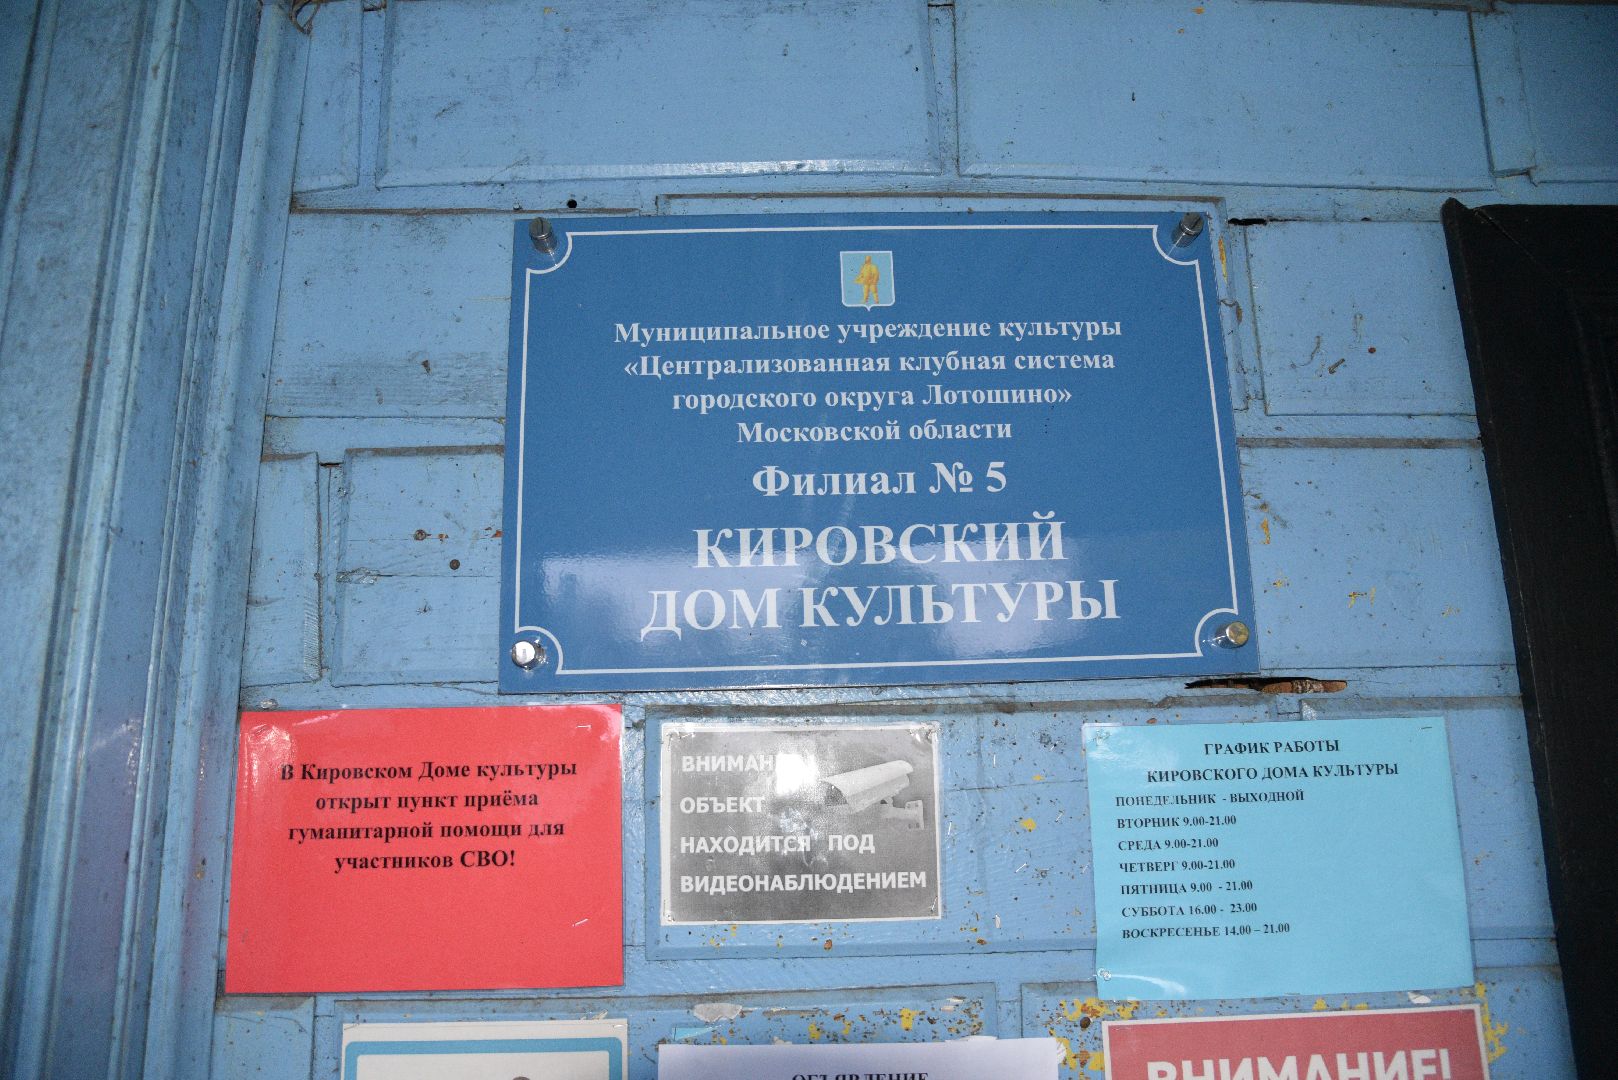 Муниципальное учреждение культуры
«Централизованная клубная система
городского округа Лотошино»
Московской области
Филиал № 5
КИРОВСКИЙ
ДОМ КУЛЬТУРЫ
В Кировском Доме культуры
открыт пункт приёма
гуманитарной помощи для
участников СВО!
ОБЪЕКТ
НАХОДИТСЯ ПОД
ВИДЕОНАБЛЮДЕНИЕМ
ГРАФИК РАБОТЫ
КИРОВСКОГО ДОМА КУЛЬТУРЫ
ПОНЕДЕЛЬНИК - ВЫХОДНОЙ
ВТОРНИК 9.00-21.00
СРЕДА 9.00-21.00
ЧЕТВЕРГ 9.00-21.00
ПЯТНИЦА 9.00 - 21.00
СУББОТА 16.00 - 23.00
ВОСКРЕСЕНЬЕ 14.00 – 21.00
ОБЪЯВЛЕНИЕ
ВНИМАНИЕ!